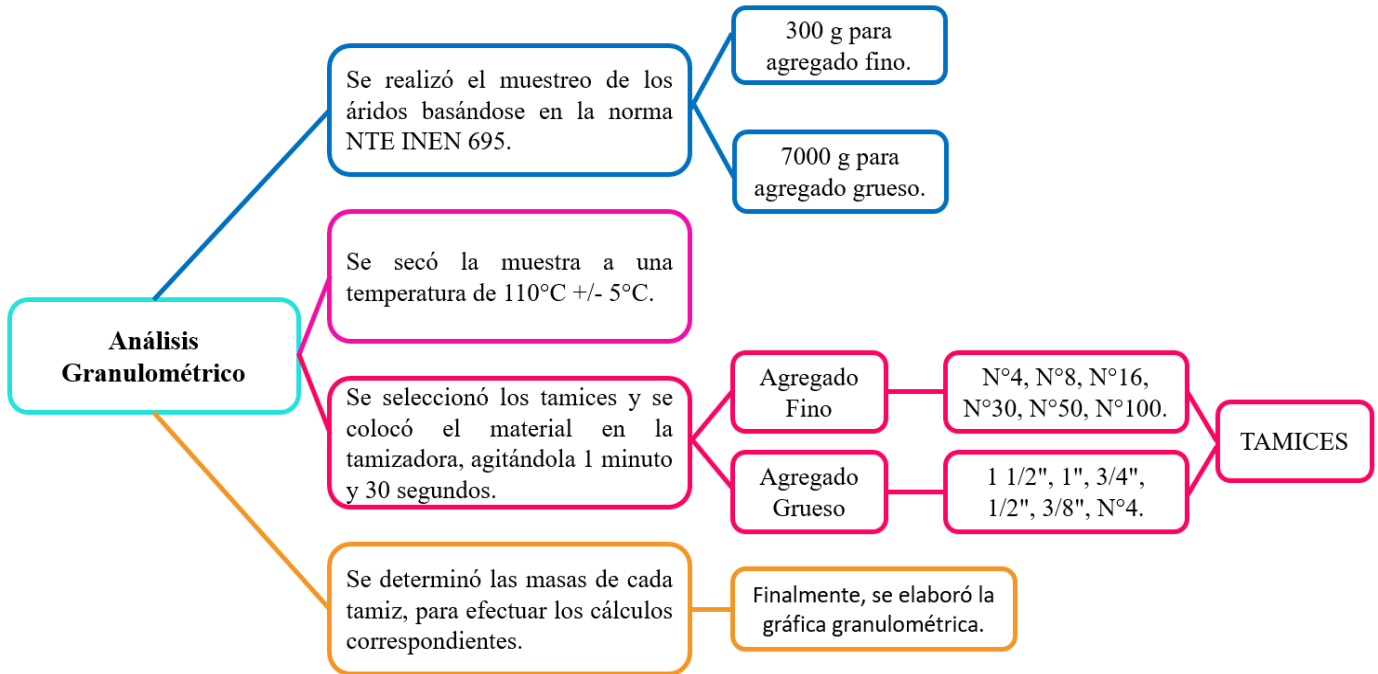 Análisis
Granulométrico
Se realizó el muestreo de los
áridos basándose en la norma
NTE INEN 695.
300 g para
agregado fino.
7000 g para
agregado grueso.
Se secó la muestra a una
temperatura de 110°C +/- 5°C.
Se seleccionó los tamices y se
colocó el material en la
tamizadora, agitándola 1 minuto
y 30 segundos.
Agregado
Fino
N°4, N°8, N°16,
N°30, N°50, N°100.
Agregado
Grueso
1 1/2", 1", 3/4",
1/2", 3/8", N°4.
TAMICES
Se determinó las masas de cada
tamiz, para efectuar los cálculos
correspondientes.
Finalmente, se elaboró la
gráfica granulométrica.